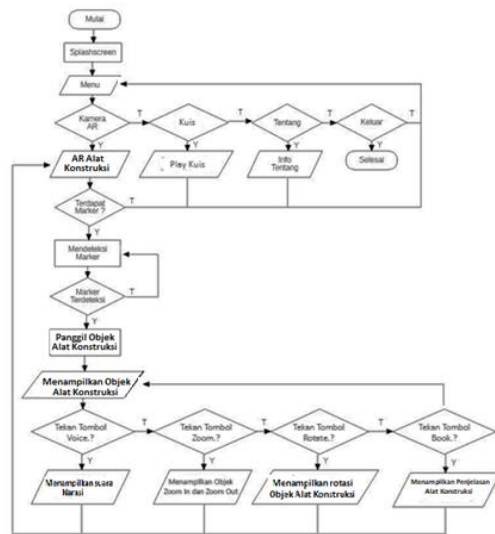 Mulai
Splashscreen
Menu
Kamera
AR
T
Kuis
T
Tentang
T
Keluar
T
Y
Y
Y
Y
AR Alat
Konstruksi
Play Kuis
Info
Tentang
Selesai
Terdapat
Marker ?
T
Y
Mendeteksi
Marker
Marker
Terdeteksi
T
Y
Panggil Objek
Alat Konstruksi
Menampilkan Objek
Alat Konstruksi
Tekan Tombol
Voice.?
T
Tekan Tombol
Zoom.?
T
Tekan Tombol
Rotete.?
T
Tekan Tombol
Book.?
T
Y
Y
Y
Y
Menampilkan suara
Narasi
Menampilkan Objek
Zoom In dan Zoom Out
Menampilkan rotasi
Objek Alat Konstruksi
Menampilkan Penjelasan
Alat Konstruksi